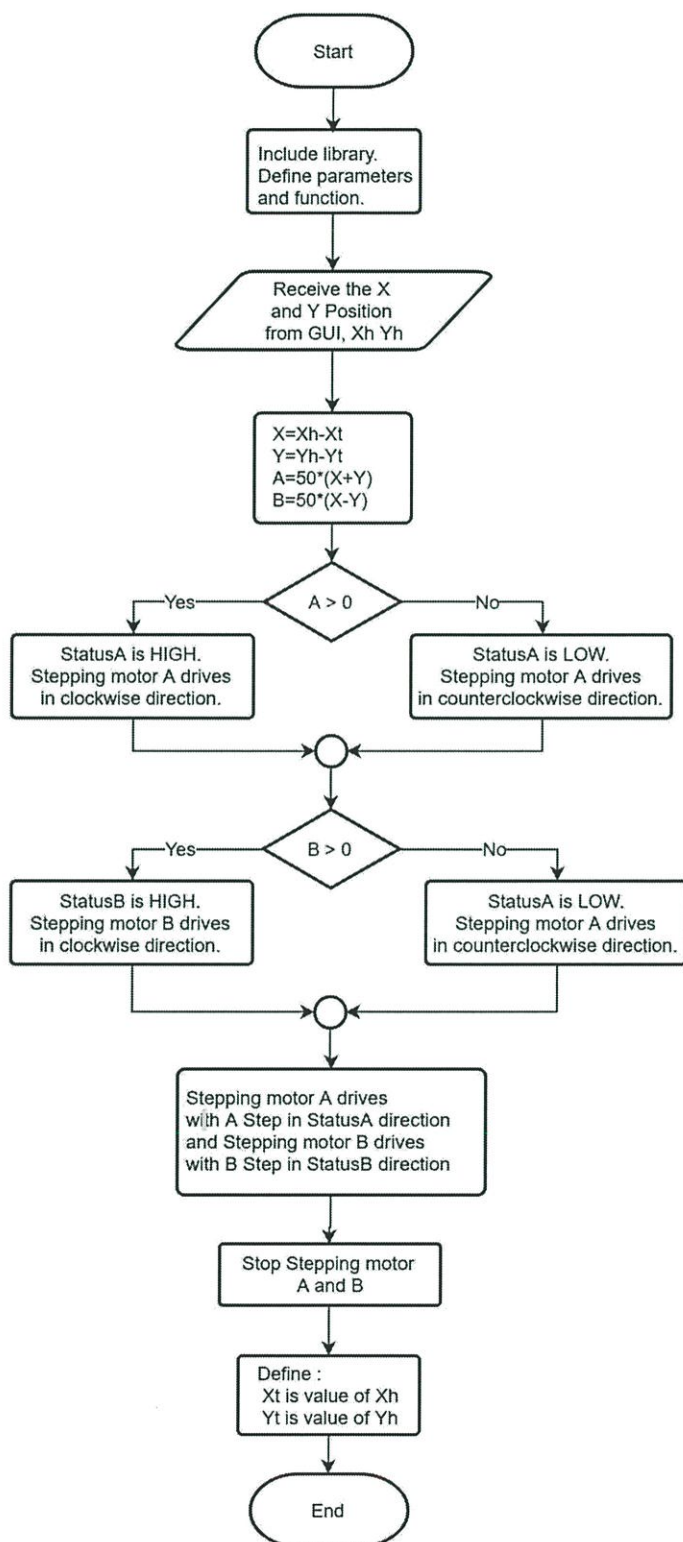 Start
Include library.
Define parameters
and function.
Receive the X
and Y Position
from GUI, Xh Yh
X=Xh-Xt
Y=Yh-Yt
A=50*(X+Y)
B=50*(X-Y)
A > 0
Yes
No
StatusA is HIGH.
Stepping motor A drives
in clockwise direction.
StatusA is LOW.
Stepping motor A drives
in counterclockwise direction.
B > 0
Yes
No
StatusB is HIGH.
Stepping motor B drives
in clockwise direction.
StatusA is LOW.
Stepping motor A drives
in counterclockwise direction.
Stepping motor A drives
with A Step in StatusA direction
and Stepping motor B drives
with B Step in StatusB direction
Stop Stepping motor
A and B
Define :
Xt is value of Xh
Yt is value of Yh
End